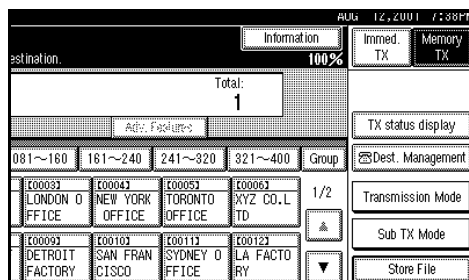 AUG 12,2001 7:38PM
Information
Immed. TX
Memory TX
estination.
100%
Total:
1
Adv. Features
TX status display
081～160
161～240
241～320
321～400
Group
Dest. Management
[0003]
LONDON O
FFICE
[0004]
NEW YORK
OFFICE
[0005]
TORONTO
OFFICE
[0006]
XYZ CO.L
TD
1/2
Transmission Mode
▲
Sub TX Mode
[0009]
DETROIT
FACTORY
[0010]
SAN FRAN
CISCO
[0011]
SYDNEY O
FFICE
[0012]
LA FACTO
RY
▼
Store File